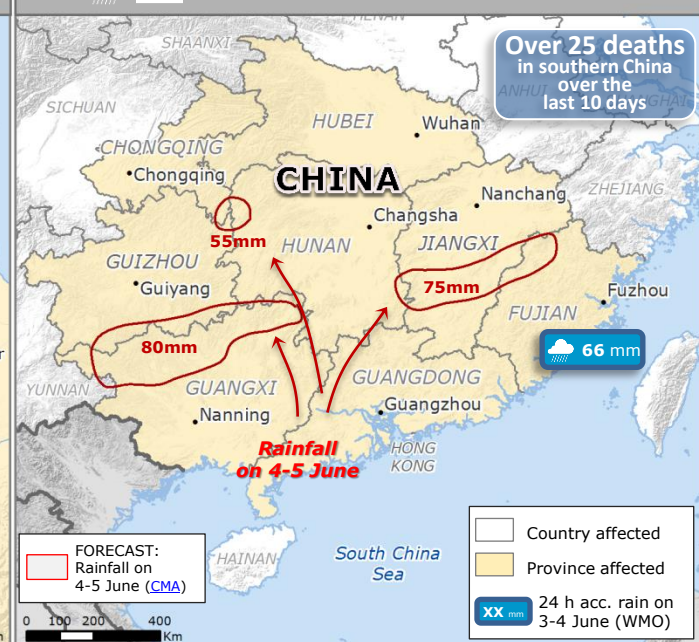 HENAN
SHAANXI
Over 25 deaths
in southern China
over the
last 10 days
SICHUAN
HUBEI
Wuhan
CHONGQING
Chongqing
CHINA
ZHEJIANG
Nanchang
Changsha
55mm
HUNAN
JIANGXI
GUIZHOU
Guiyang
75mm
Fuzhou
FUJIAN
80mm
66 mm
YUNNAN
GUANGXI
GUANGDONG
Nanning
Guangzhou
Rainfall
on 4-5 June
HONG
KONG
FORECAST:
Rainfall on
4-5 June (CMA)
HAINAN
South China
Sea
Country affected
Province affected
XX mm
24 h acc. rain on
3-4 June (WMO)
0 100 200 400
Km